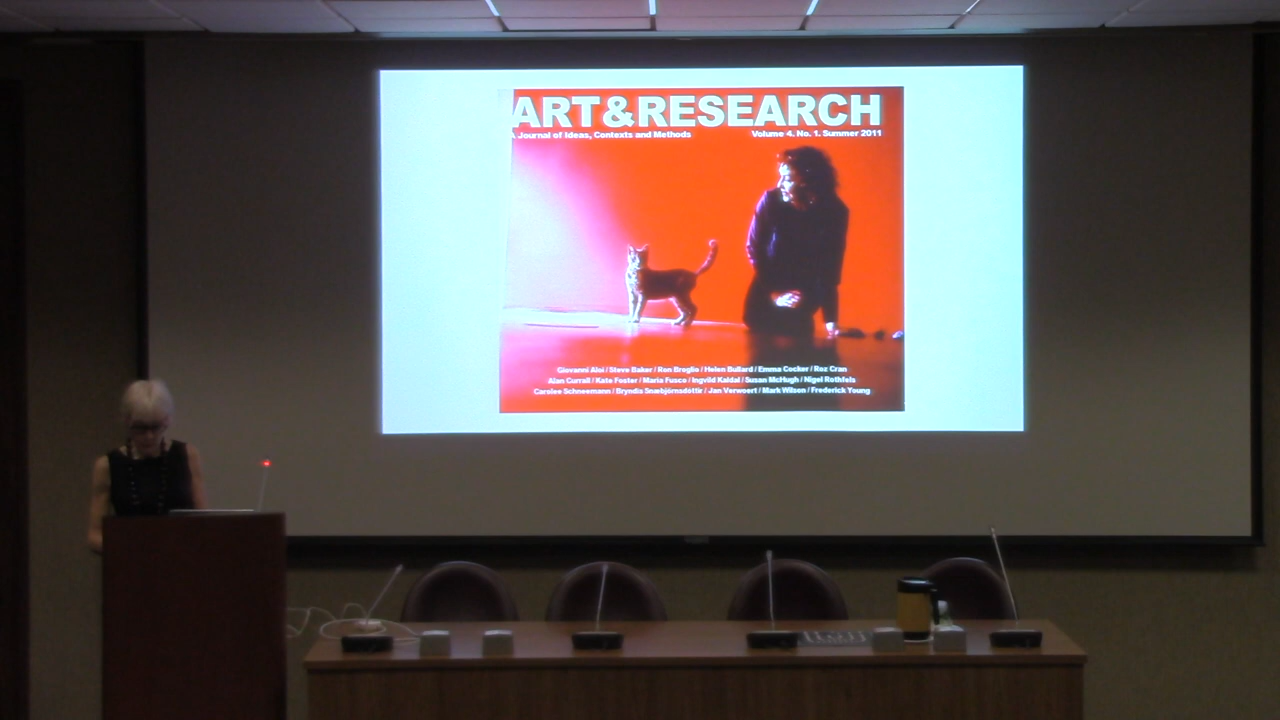 ART&RESEARCH
A Journal of Ideas, Contexts and Methods
Volume 4. No. 1. Summer 2011
Giovanni Aloi / Steve Baker / Ron Broglio / Helen Bullard / Emma Cocker / Roz Cran
Alan Currall / Kate Foster / Maria Fusco / Ingvild Kaldal / Susan McHugh / Nigel Rothfels
Carolee Schneemann / Bryndís Snæbjörnsdóttir / Jan Verwoert / Mark Wilson / Frederick Young